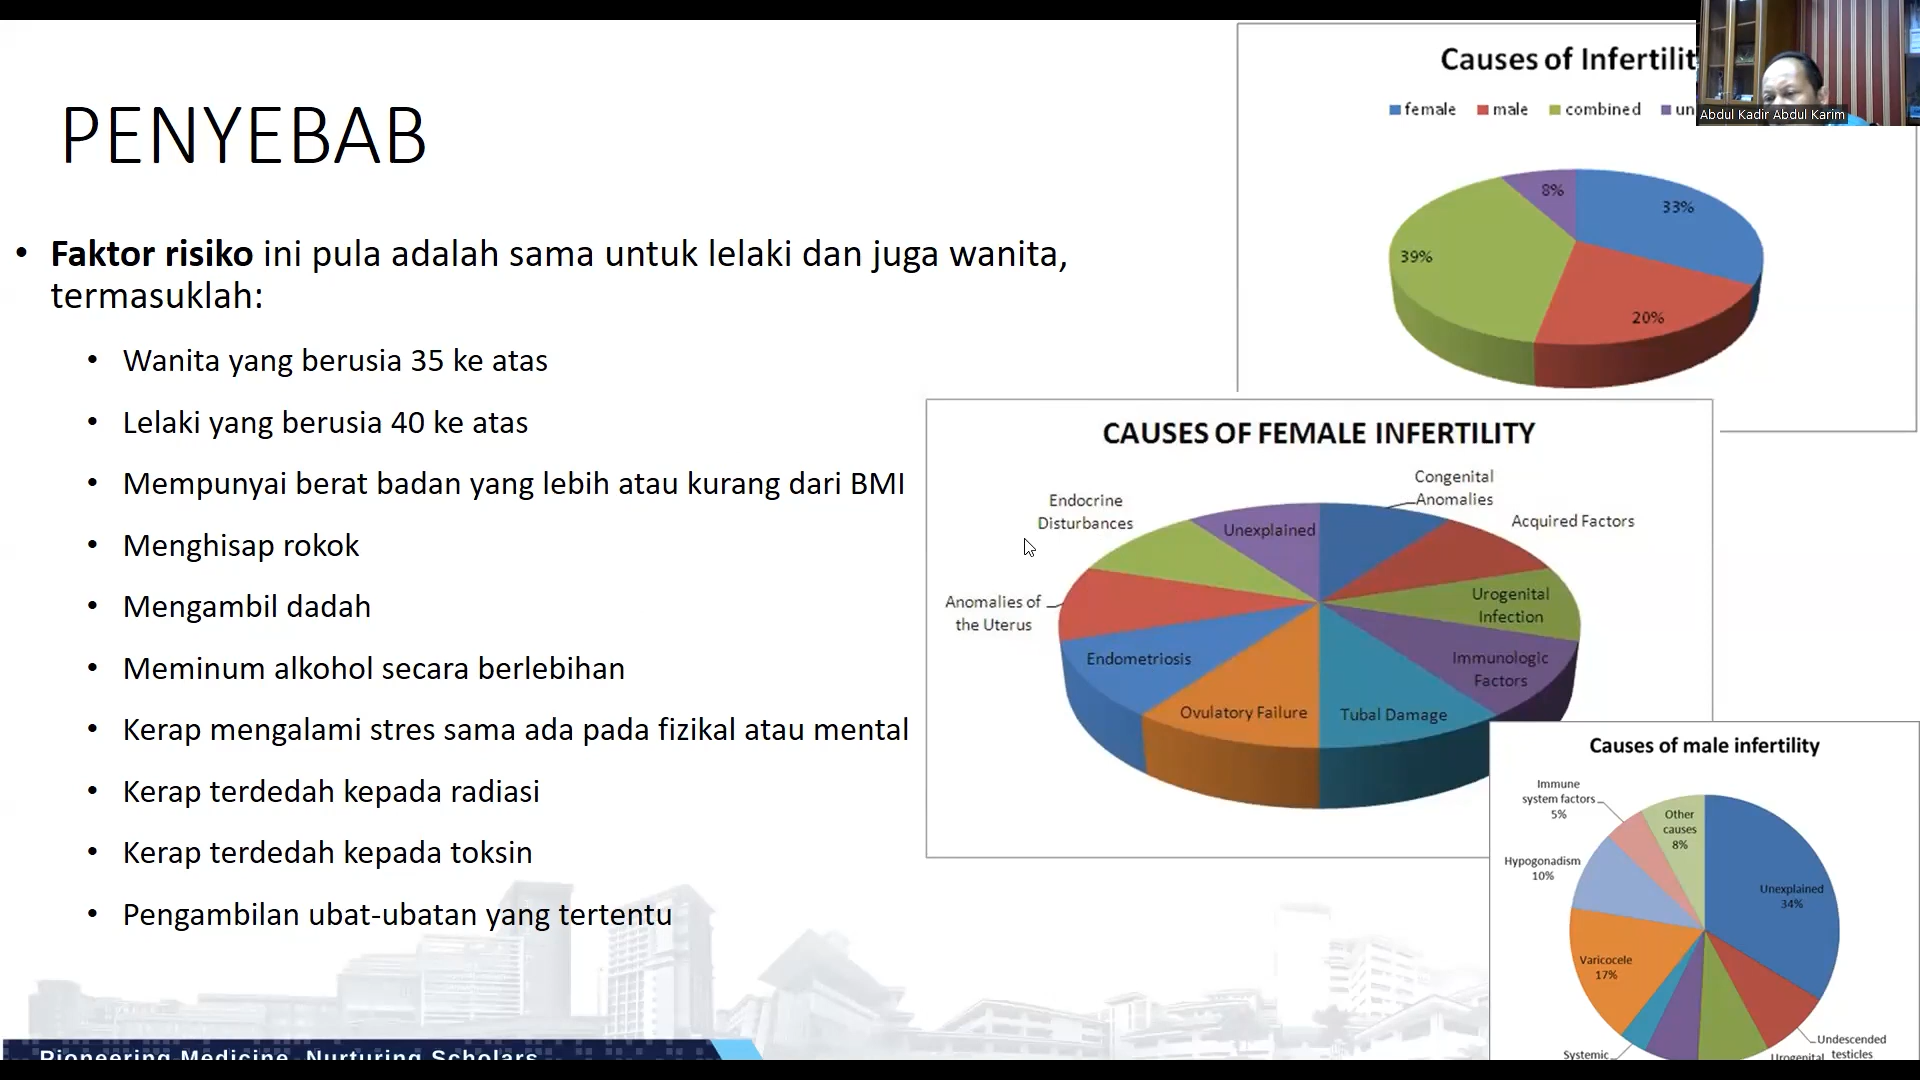 PENYEBAB
• Faktor risiko ini pula adalah sama untuk lelaki dan juga wanita,
termasuklah:
• Wanita yang berusia 35 ke atas
• Lelaki yang berusia 40 ke atas
• Mempunyai berat badan yang lebih atau kurang dari BMI
• Menghisap rokok
• Mengambil dadah
• Meminum alkohol secara berlebihan
• Kerap mengalami stres sama ada pada fizikal atau mental
• Kerap terdedah kepada radiasi
• Kerap terdedah kepada toksin
• Pengambilan ubat-ubatan yang tertentu
Pioneering Medicine, Nurturing Scholars
Causes of Infertilit
female male combined un
8%
33%
39%
20%
Abdul Kadir Abdul Karim
CAUSES OF FEMALE INFERTILITY
Congenital
Anomalies
Acquired Factors
Urogenital
Infection
Immunologic
Factors
Tubal Damage
Ovulatory Failure
Endometriosis
Anomalies of
the Uterus
Endocrine
Disturbances
Unexplained
Causes of male infertility
Immune
system factors
5%
Other
causes
8%
Hypogonadism
10%
Unexplained
34%
Varicocele
17%
Systemic
Urogenital
Undescended
testicles